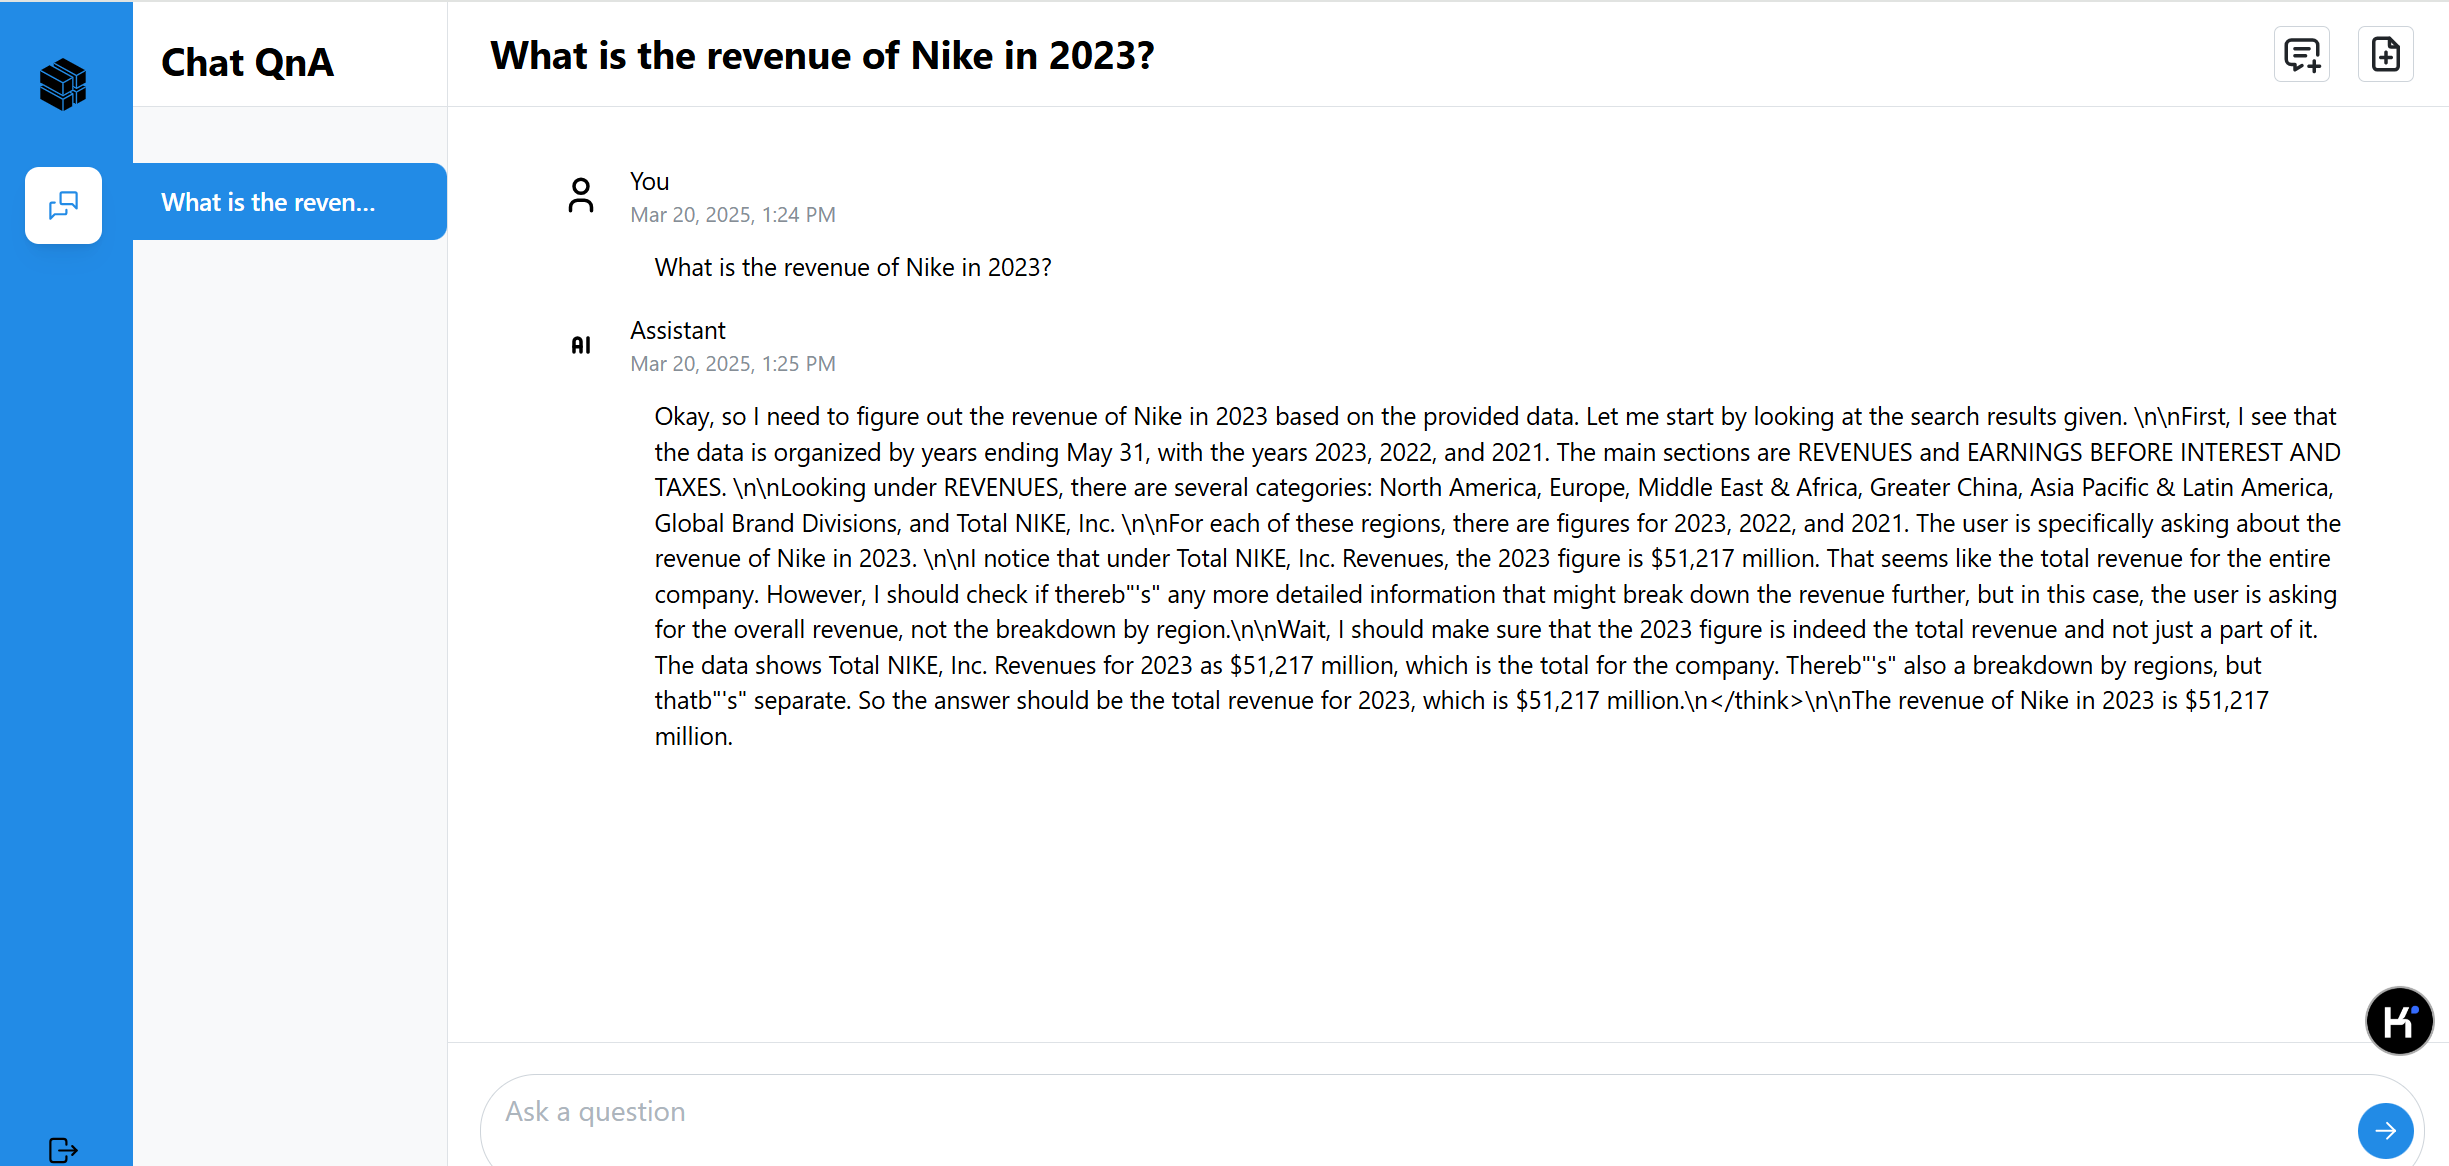 Chat QnA
What is the revenue of Nike in 2023?
What is the reven...
You
Mar 20, 2025, 1:24 PM
What is the revenue of Nike in 2023?
AI
Assistant
Mar 20, 2025, 1:25 PM
Okay, so I need to figure out the revenue of Nike in 2023 based on the provided data. Let me start by looking at the search results given. \n\nFirst, I see that
the data is organized by years ending May 31, with the years 2023, 2022, and 2021. The main sections are REVENUES and EARNINGS BEFORE INTEREST AND
TAXES. \n\nLooking under REVENUES, there are several categories: North America, Europe, Middle East & Africa, Greater China, Asia Pacific & Latin America,
Global Brand Divisions, and Total NIKE, Inc. \n\nFor each of these regions, there are figures for 2023, 2022, and 2021. The user is specifically asking about the
revenue of Nike in 2023. \n\nI notice that under Total NIKE, Inc. Revenues, the 2023 figure is $51,217 million. That seems like the total revenue for the entire
company. However, I should check if thereb"'s" any more detailed information that might break down the revenue further, but in this case, the user is asking
for the overall revenue, not the breakdown by region.\n\nWait, I should make sure that the 2023 figure is indeed the total revenue and not just a part of it.
The data shows Total NIKE, Inc. Revenues for 2023 as $51,217 million, which is the total for the company. Thereb"'s" also a breakdown by regions, but
thatb"'s" separate. So the answer should be the total revenue for 2023, which is $51,217 million.\n</think>\n\nThe revenue of Nike in 2023 is $51,217
million.
K
Ask a question